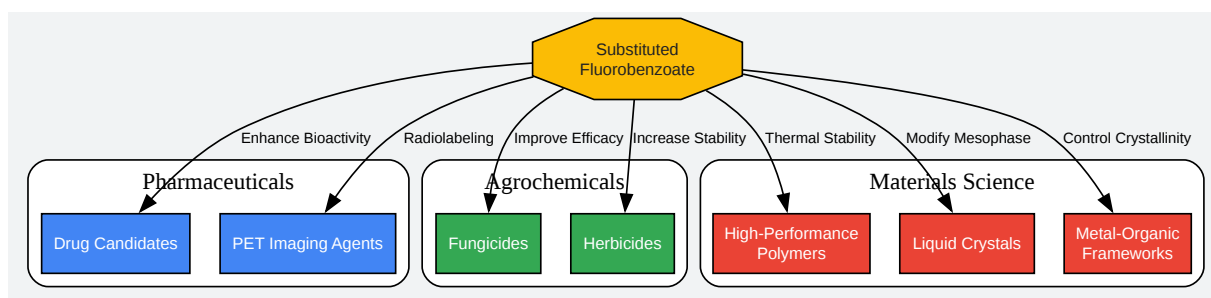 Substituted
Fluorobenzoate
Enhance Bioactivity
Radiolabeling
Improve Efficacy
Increase Stability
Thermal Stability
Modify Mesophase
Control Crystallinity
Pharmaceuticals
Agrochemicals
Materials Science
Drug Candidates
PET Imaging Agents
Fungicides
Herbicides
High-Performance
Polymers
Liquid Crystals
Metal-Organic
Frameworks